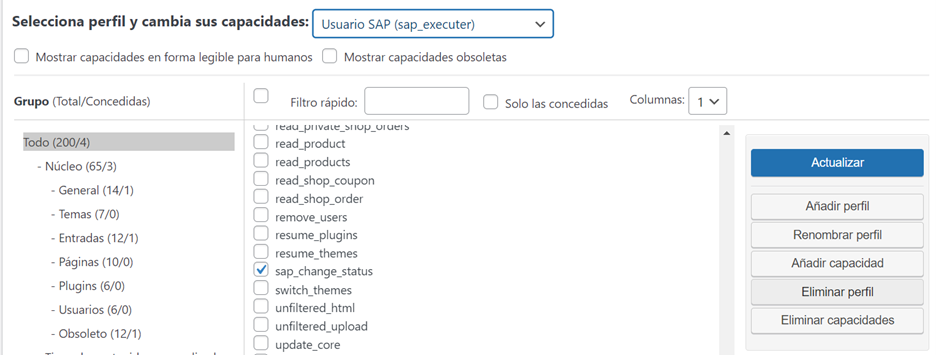 Selecciona perfil y cambia sus capacidades: Usuario SAP (sap_executer)
Mostrar capacidades en forma legible para humanos Mostrar capacidades obsoletas
Grupo (Total/Concedidas)
Filtro rápido: Solo las concedidas Columnas: 1
Todo (200/4)
- Núcleo (65/3)
- General (14/1)
- Temas (7/0)
- Entradas (12/1)
- Páginas (10/0)
- Plugins (6/0)
- Usuarios (6/0)
- Obsoleto (12/1)
read_private_shop_orders
read_product
read_products
read_shop_coupon
read_shop_order
remove_users
resume_plugins
resume_themes
sap_change_status
switch_themes
unfiltered_html
unfiltered_upload
update_core
Actualizar
Añadir perfil
Renombrar perfil
Añadir capacidad
Eliminar perfil
Eliminar capacidades